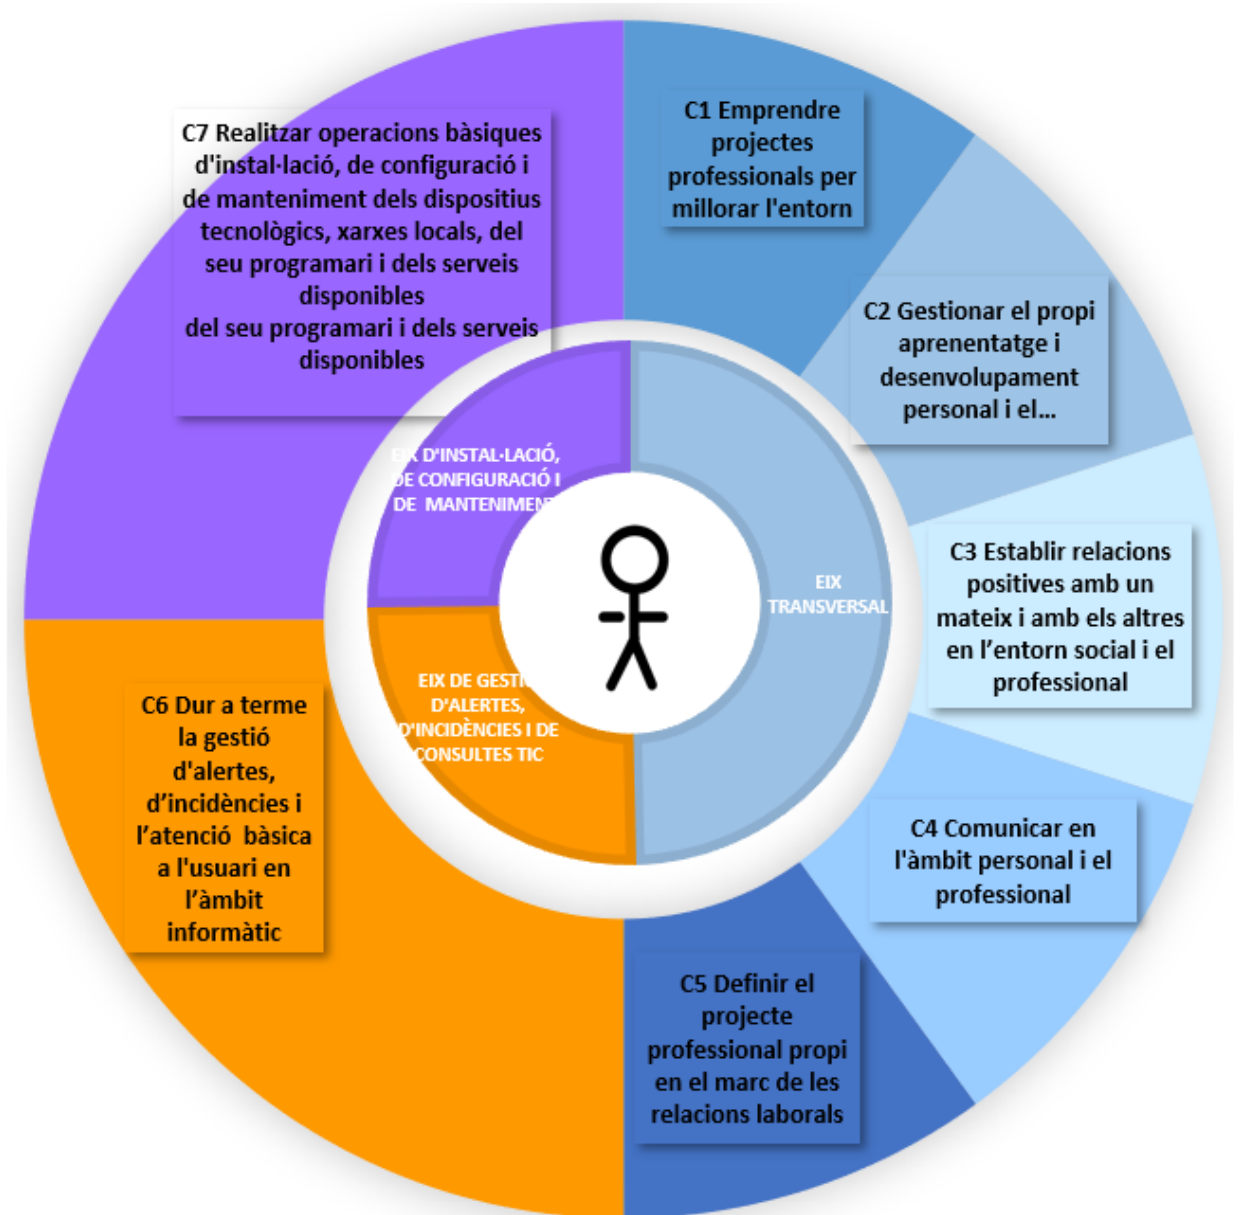 C1 Emprendre
projectes
professionals per
millorar l'entorn
C2 Gestionar el propi
aprenentatge i
desenvolupament
personal i el...
C3 Establir relacions
positives amb un
mateix i amb els altres
en l’entorn social i el
professional
C4 Comunicar en
l'àmbit personal i el
professional
C5 Definir el
projecte
professional propi
en el marc de les
relacions laborals
C6 Dur a terme
la gestió
d'alertes,
d’incidències i
l’atenció bàsica
a l'usuari en
l’àmbit
informàtic
C7 Realitzar operacions bàsiques
d'instal·lació, de configuració i
de manteniment dels dispositius
tecnològics, xarxes locals, del
seu programari i dels serveis
disponibles
del seu programari i dels serveis
disponibles
EIX D'INSTAL·LACIÓ,
DE CONFIGURACIÓ I
DE MANTENIMENT
EIX
TRANSVERSAL
EIX DE GESTIÓ
D'ALERTES,
D'INCIDÈNCIES I DE
CONSULTES TIC